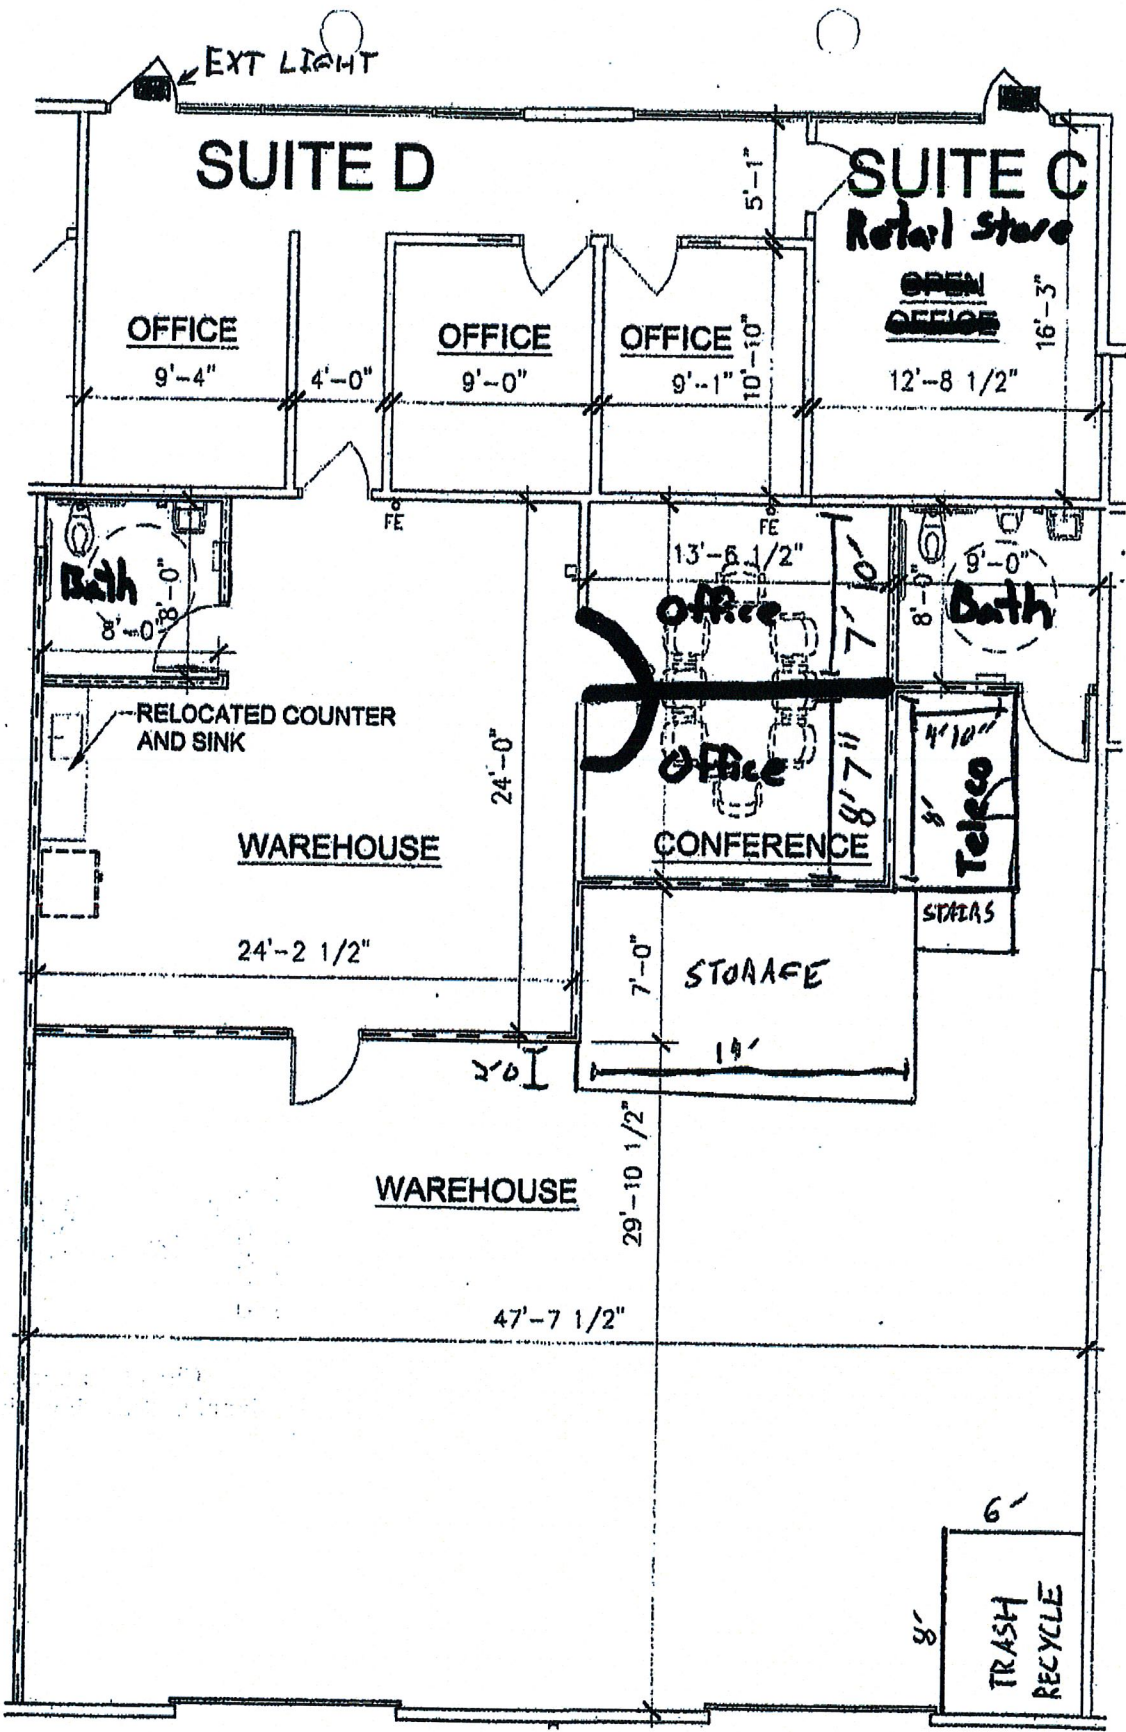 EXT LIGHT
SUITE D
SUITE C
Retail Store
OPEN
OFFICE
5'-1"
16'-3"
OFFICE
OFFICE
OFFICE
9'-4"
4'-0"
9'-0"
9'-1"
10'-10"
12'-8 1/2"
FE
FE
Bath
8'-0"
8'-0"
13'-6 1/2"
7'10"
Office
9'-0"
8'-0"
Bath
RELOCATED COUNTER
AND SINK
24'-0"
Office
8'7"
4'10"
8'
Teleco
WAREHOUSE
CONFERENCE
STAIRS
24'-2 1/2"
7'-0"
STORAGE
2'0
14'
29'-10 1/2"
WAREHOUSE
47'-7 1/2"
6'
8'
TRASH
RECYCLE